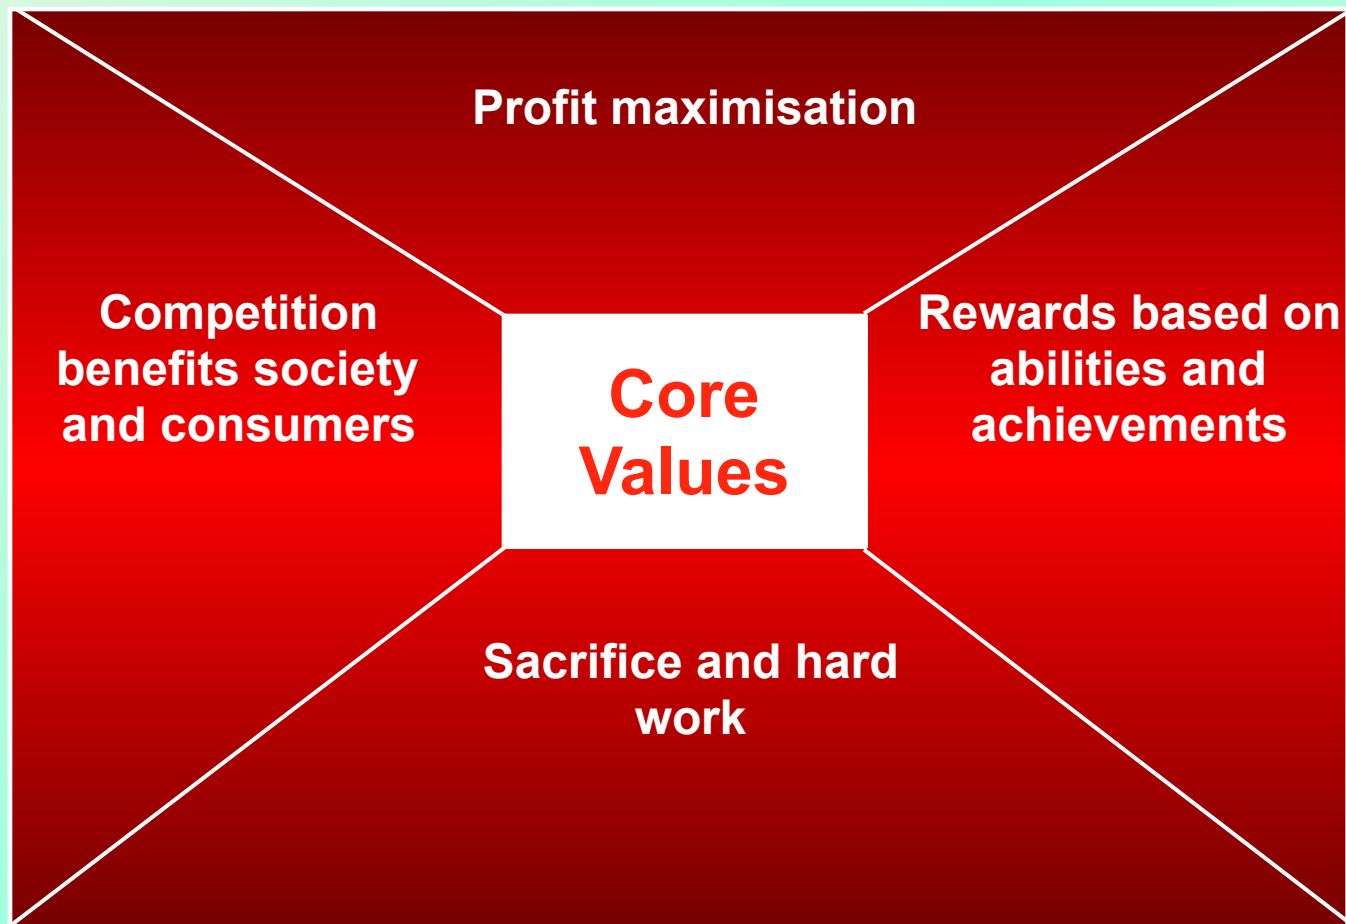 Profit maximisation
Competition
benefits society
and consumers
Core
Values
Rewards based on
abilities and
achievements
Sacrifice and hard
work